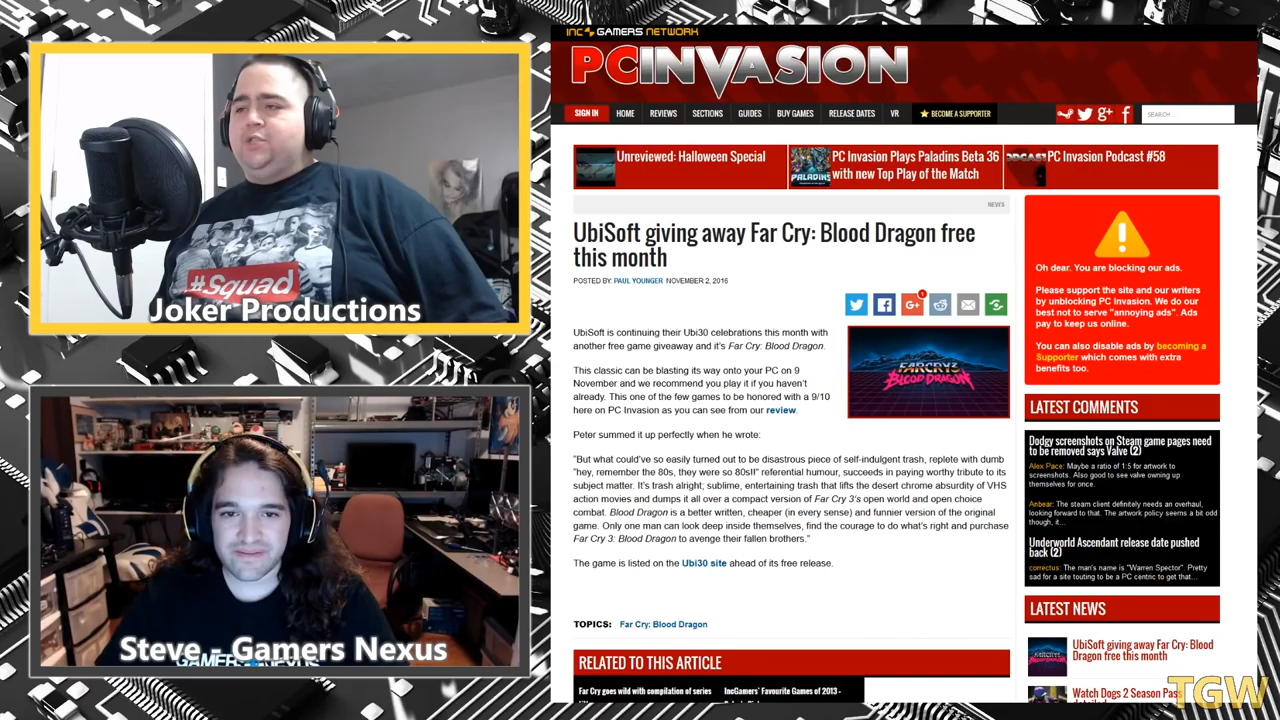 #Squad
Joker Productions
Steve - Gamers Nexus
INC GAMERS NETWORK
PCINVASION
SIGN IN HOME REVIEWS SECTIONS GUIDES BUY GAMES RELEASE DATES VR BECOME A SUPPORTER
SEARCH ...
Unreviewed: Halloween Special
PALADINS
PC Invasion Plays Paladins Beta 36
with new Top Play of the Match
PC Invasion Podcast #58
NEWS
UbiSoft giving away Far Cry: Blood Dragon free
this month
POSTED BY: PAUL YOUNGER NOVEMBER 2, 2016
1
UbiSoft is continuing their Ubi30 celebrations this month with
another free game giveaway and it's Far Cry: Blood Dragon.
This classic can be blasting its way onto your PC on 9
November and we recommend you play it if you haven't
already. This one of the few games to be honored with a 9/10
here on PC Invasion as you can see from our review.
FARCRY3
BLOOD DRAGON
Peter summed it up perfectly when he wrote:
"But what could've so easily turned out to be disastrous piece of self-indulgent trash, replete with dumb
"hey, remember the 80s, they were so 80s!!" referential humour, succeeds in paying worthy tribute to its
subject matter. It's trash alright; sublime, entertaining trash that lifts the desert chrome absurdity of VHS
action movies and dumps it all over a compact version of Far Cry 3's open world and open choice
combat. Blood Dragon is a better written, cheaper (in every sense) and funnier version of the original
game. Only one man can look deep inside themselves, find the courage to do what's right and purchase
Far Cry 3: Blood Dragon to avenge their fallen brothers."
The game is listed on the Ubi30 site ahead of its free release.
TOPICS: Far Cry: Blood Dragon
RELATED TO THIS ARTICLE
Far Cry goes wild with compilation of series
IncGamers' Favourite Games of 2013 -
Oh dear. You are blocking our ads.
Please support the site and our writers
by unblocking PC Invasion. We do our
best not to serve "annoying ads". Ads
pay to keep us online.
You can also disable ads by becoming a
Supporter which comes with extra
benefits too.
LATEST COMMENTS
Dodgy screenshots on Steam game pages need
to be removed says Valve (2)
Alex Pace: Maybe a ratio of 1:5 for artwork to
screenshots. Also good to see valve owning up
themselves for once.
Anbear: The steam client definitely needs an overhaul,
looking forward to that. The artwork policy seems a bit odd
though, it...
Underworld Ascendant release date pushed
back (2)
correctus: The man's name is "Warren Spector". Pretty
sad for a site touting to be a PC centric to get that...
LATEST NEWS
UbiSoft giving away Far Cry: Blood
Dragon free this month
Watch Dogs 2 Season Pass
TGW